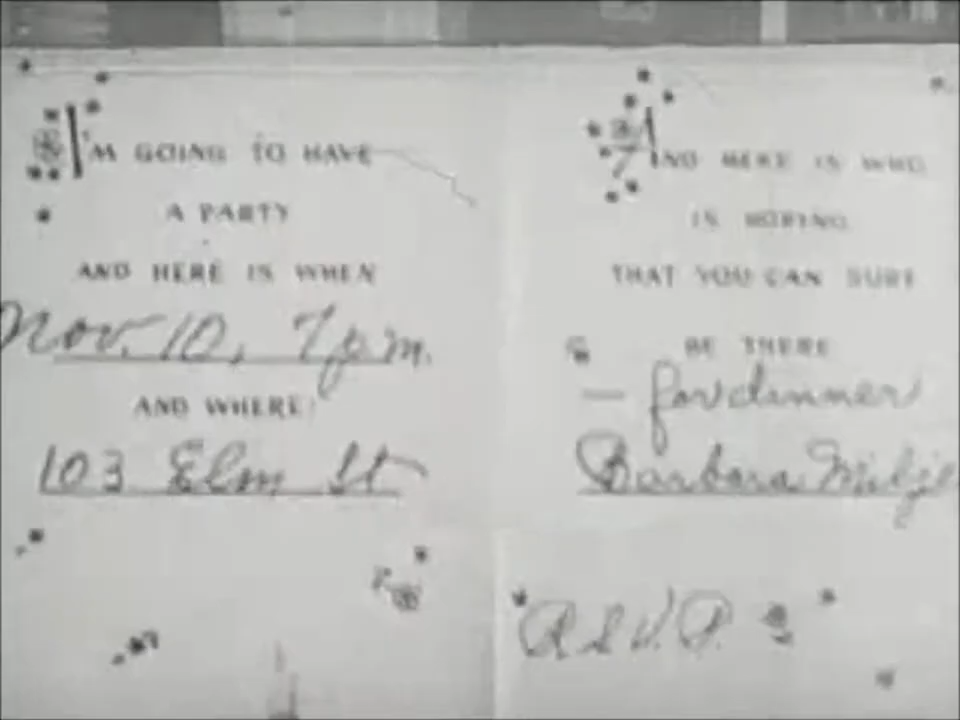 I'M GOING TO HAVE
A PARTY
AND HERE IS WHEN
Nov. 10, 7 p.m.
AND WHERE:
103 Elm St
AND HERE IS WHO
IS HOPING
THAT YOU CAN SURE
BE THERE
— for dinner
Barbara
R.S.V.P.